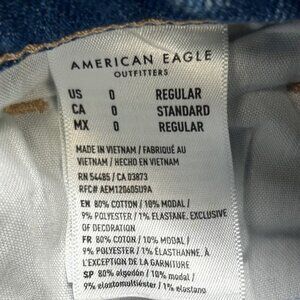 AMERICAN EAGLE
OUTFITTERS
US 0 REGULAR
CA 0 STANDARD
MX 0 REGULAR
MADE IN VIETNAM / FABRIQUÉ AU
VIETNAM / HECHO EN VIETNAM
RN 54485 / CA 03873
RFC# AEM120605U9A
EN 80% COTTON / 10% MODAL /
9% POLYESTER / 1% ELASTANE. EXCLUSIVE
OF DECORATION
FR 80% COTON / 10% MODAL /
9% POLYESTER / 1% ÉLASTHANNE. À
L'EXCEPTION DE LA GARNITURE
SP 80% algodón / 10% modal /
9% elastomultiéster / 1% elastano